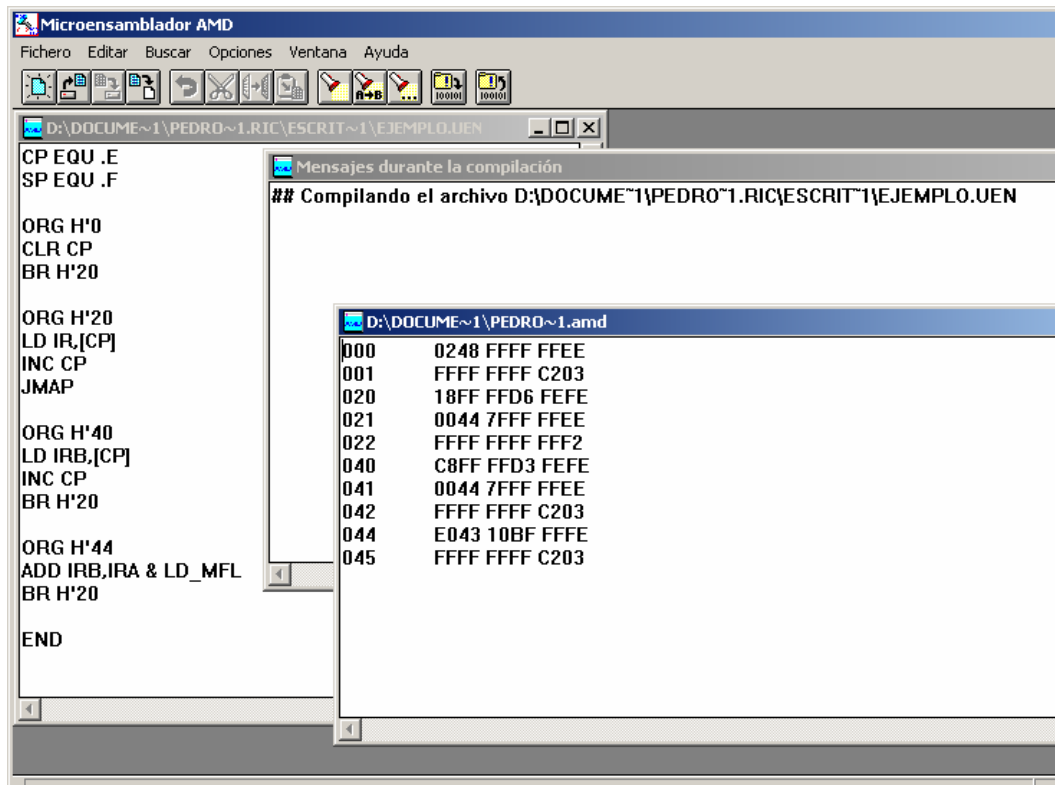 Microensamblador AMD
Fichero Editar Buscar Opciones Ventana Ayuda
D:\DOCUME~1\PEDRO~1.RIC\ESCRIT~1\EJEMPLO.UEN
CP EQU .E
SP EQU .F
ORG H'0
CLR CP
BR H'20
ORG H'20
LD IR,[CP]
INC CP
JMAP
ORG H'40
LD IRB,[CP]
INC CP
BR H'20
ORG H'44
ADD IRB,IRA & LD_MFL
BR H'20
END
Mensajes durante la compilación
## Compilando el archivo D:\DOCUME~1\PEDRO~1.RIC\ESCRIT~1\EJEMPLO.UEN
D:\DOCUME~1\PEDRO~1.amd
000 0248 FFFF FFEE
001 FFFF FFFF C203
020 18FF FFD6 FEFE
021 0044 7FFF FFEE
022 FFFF FFFF FFF2
040 C8FF FFD3 FEFE
041 0044 7FFF FFEE
042 FFFF FFFF C203
044 E043 10BF FFFE
045 FFFF FFFF C203